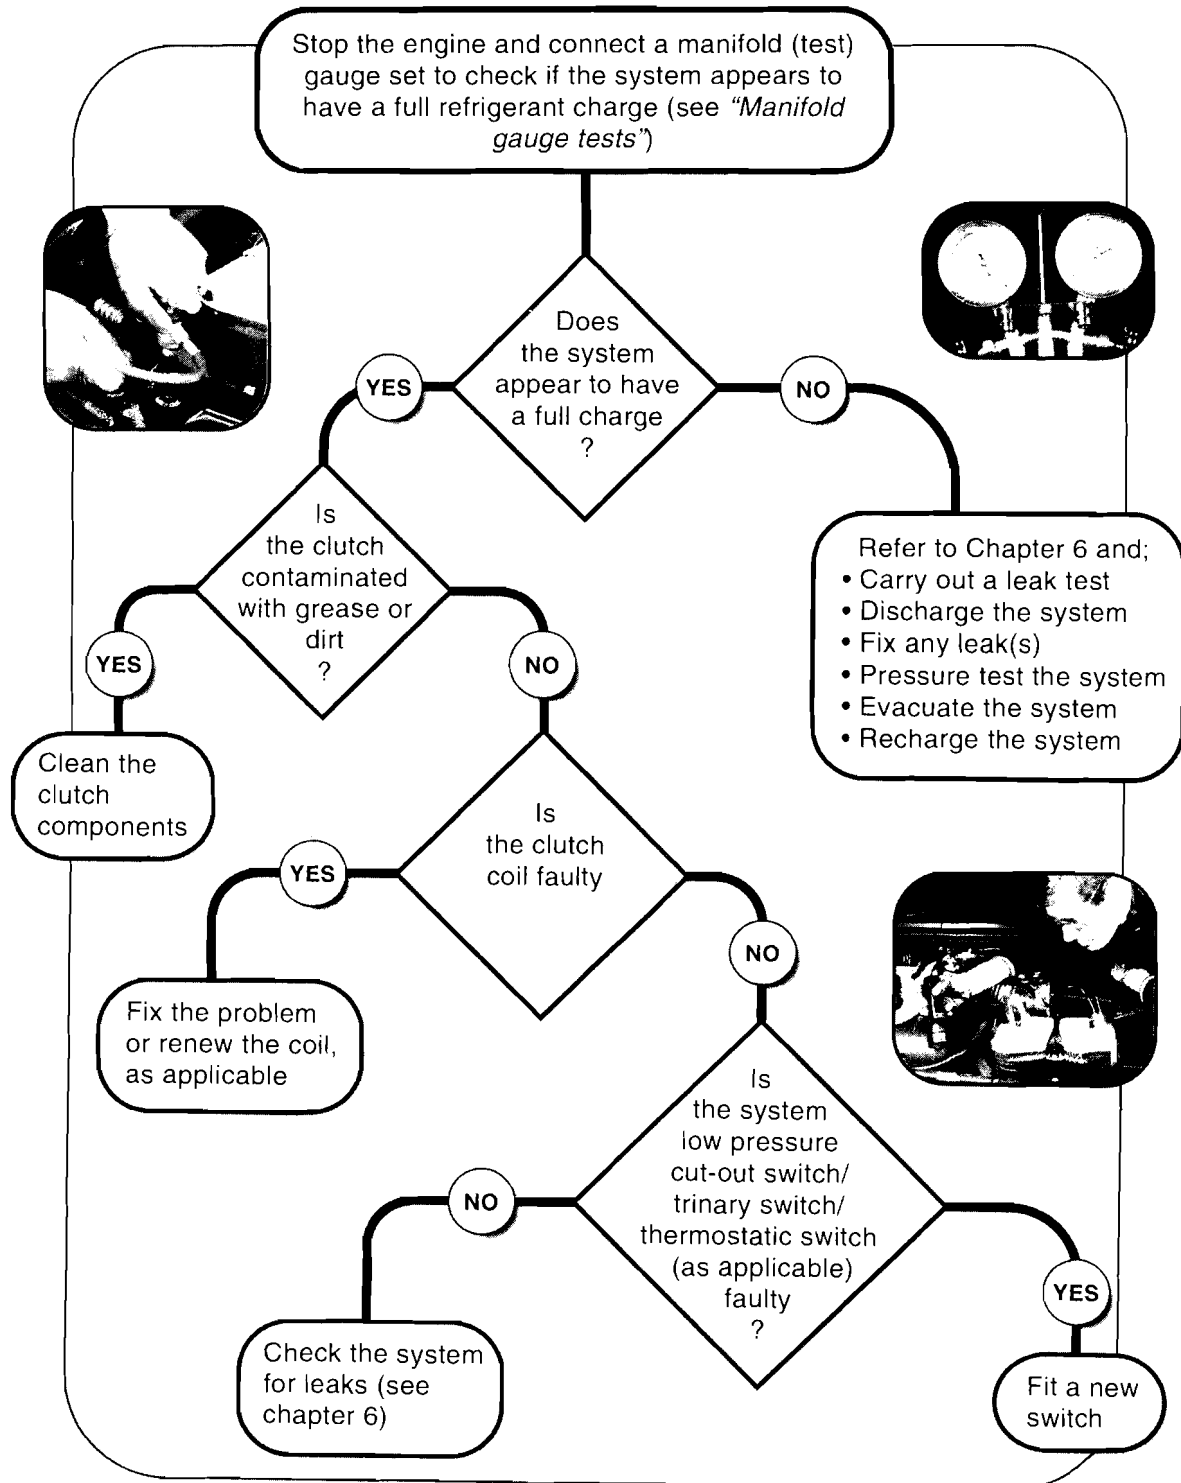 Stop the engine and connect a manifold (test)
gauge set to check if the system appears to
have a full refrigerant charge (see "Manifold
gauge tests")
Does
the system
appear to have
a full charge
?
YES
NO
Is
the clutch
contaminated
with grease or
dirt
?
Refer to Chapter 6 and;
• Carry out a leak test
• Discharge the system
• Fix any leak(s)
• Pressure test the system
• Evacuate the system
• Recharge the system
YES
NO
Clean the
clutch
components
Is
the clutch
coil faulty
YES
NO
Fix the problem
or renew the coil,
as applicable
Is
the system
low pressure
cut-out switch/
trinary switch/
thermostatic switch
(as applicable)
faulty
?
NO
YES
Check the system
for leaks (see
chapter 6)
Fit a new
switch